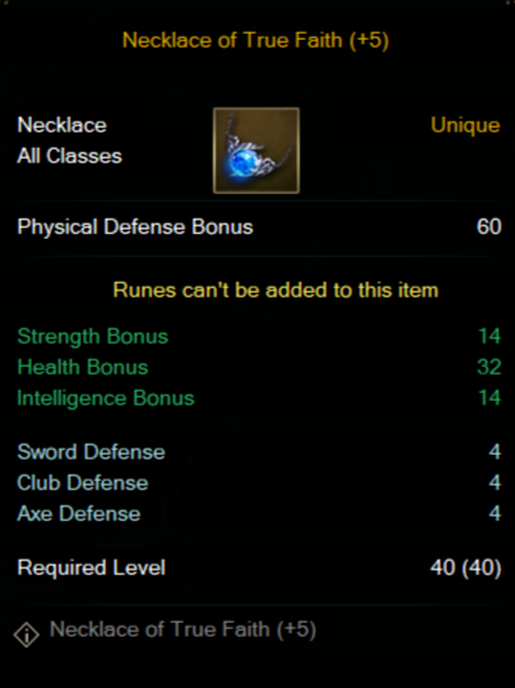 Necklace of True Faith (+5)
Necklace Unique
All Classes
Physical Defense Bonus 60
Runes can't be added to this item
Strength Bonus 14
Health Bonus 32
Intelligence Bonus 14
Sword Defense 4
Club Defense 4
Axe Defense 4
Required Level 40 (40)
Necklace of True Faith (+5)